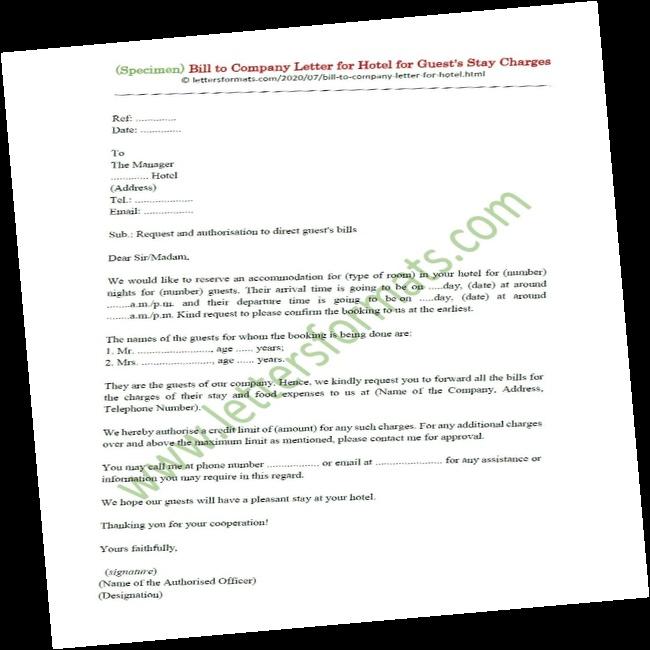 (Specimen) Bill to Company Letter for Hotel for Guest's Stay Charges
© lettersformats.com/2020/07/bill-to-company-letter-for-hotel.html
Ref: ..............
Date: ..............
To
The Manager
............. Hotel
(Address)
Tel.: ....................
Email: .................
Sub.: Request and authorisation to direct guest's bills
Dear Sir/Madam,
We would like to reserve an accommodation for (type of room) in your hotel for (number)
nights for (number) guests. Their arrival time is going to be on .....day, (date) at around
........a.m./p.m. and their departure time is going to be on .....day, (date) at around
........a.m./p.m. Kind request to please confirm the booking to us at the earliest.
The names of the guests for whom the booking is being done are:
1. Mr. .........................., age ...... years;
2. Mrs. ........................, age ...... years.
They are the guests of our company. Hence, we kindly request you to forward all the bills for
the charges of their stay and food expenses to us at (Name of the Company, Address,
Telephone Number).
We hereby authorise a credit limit of (amount) for any such charges. For any additional charges
over and above the maximum limit as mentioned, please contact me for approval.
You may call me at phone number .................. or email at ....................... for any assistance or
information you may require in this regard.
We hope our guests will have a pleasant stay at your hotel.
Thanking you for your cooperation!
Yours faithfully,
(signature)
(Name of the Authorised Officer)
(Designation)
www.lettersformats.com